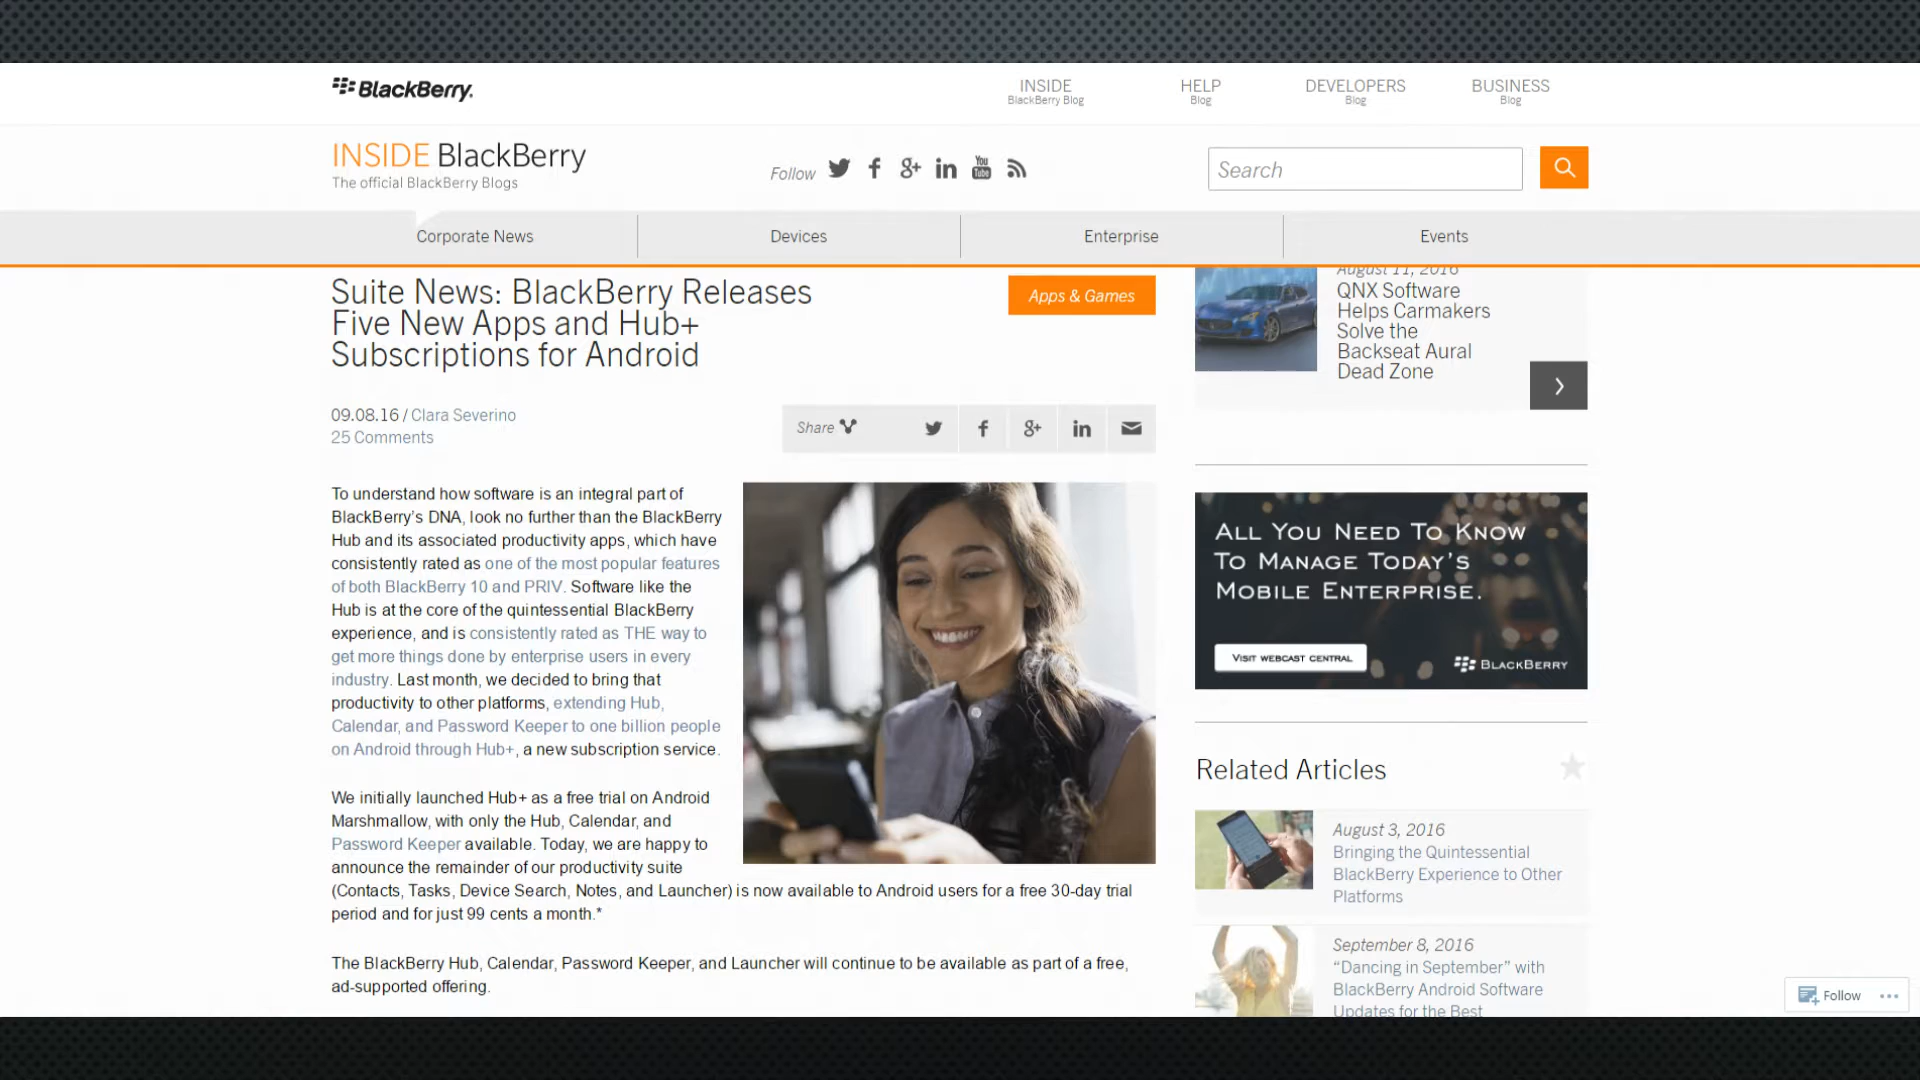 BlackBerry.
INSIDE
BlackBerry Blog
HELP
Blog
DEVELOPERS
Blog
BUSINESS
Blog
INSIDE BlackBerry
The official BlackBerry Blogs
Follow
You
Tube
Search
Corporate News
Devices
Enterprise
Events
Suite News: BlackBerry Releases
Five New Apps and Hub+
Subscriptions for Android
Apps & Games
09.08.16 / Clara Severino
25 Comments
Share
To understand how software is an integral part of
BlackBerry's DNA, look no further than the BlackBerry
Hub and its associated productivity apps, which have
consistently rated as one of the most popular features
of both BlackBerry 10 and PRIV. Software like the
Hub is at the core of the quintessential BlackBerry
experience, and is consistently rated as THE way to
get more things done by enterprise users in every
industry. Last month, we decided to bring that
productivity to other platforms, extending Hub,
Calendar, and Password Keeper to one billion people
on Android through Hub+, a new subscription service.
We initially launched Hub+ as a free trial on Android
Marshmallow, with only the Hub, Calendar, and
Password Keeper available. Today, we are happy to
announce the remainder of our productivity suite
(Contacts, Tasks, Device Search, Notes, and Launcher) is now available to Android users for a free 30-day trial
period and for just 99 cents a month.*
The BlackBerry Hub, Calendar, Password Keeper, and Launcher will continue to be available as part of a free,
ad-supported offering.
August 11, 2016
QNX Software
Helps Carmakers
Solve the
Backseat Aural
Dead Zone
ALL YOU NEED TO KNOW
TO MANAGE TODAY'S
MOBILE ENTERPRISE.
VISIT WEBCAST CENTRAL
BLACKBERRY
Related Articles
August 3, 2016
Bringing the Quintessential
BlackBerry Experience to Other
Platforms
September 8, 2016
“Dancing in September” with
BlackBerry Android Software
Updates for the Best
Follow